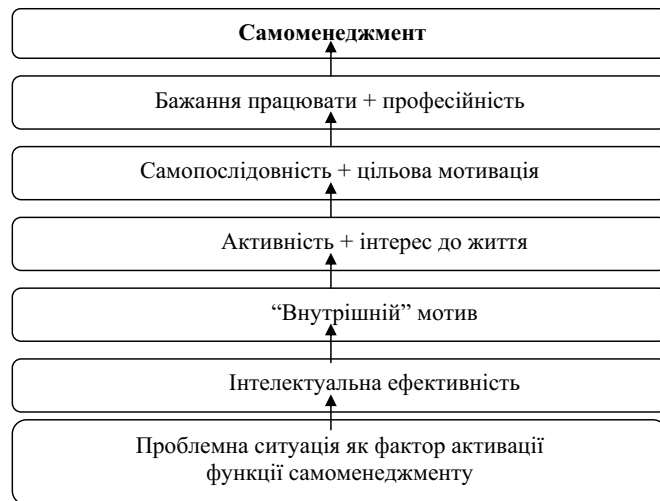 Самоменеджмент
Бажання працювати + професійність
Самопослідовність + цільова мотивація
Активність + інтерес до життя
“Внутрішній” мотив
Інтелектуальна ефективність
Проблемна ситуація як фактор активації
функції самоменеджменту